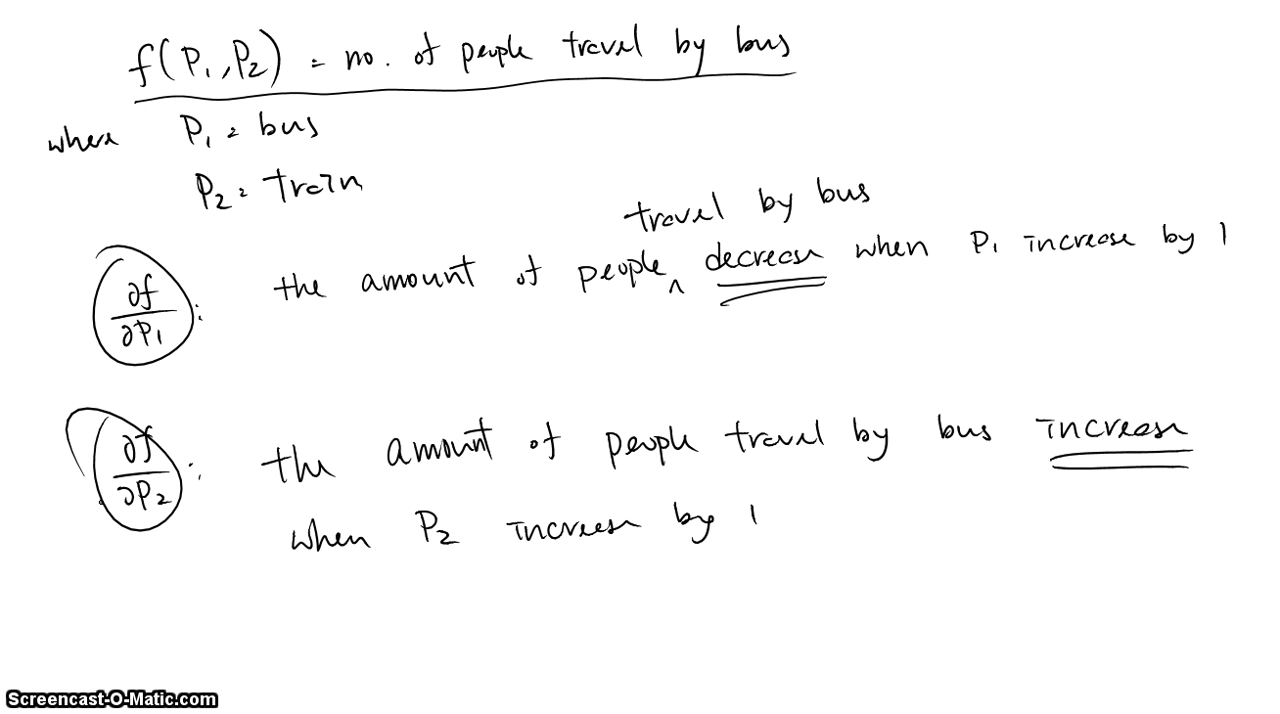 f(P₁,P₂) = no. of people travel by bus
where P₁ = bus
P₂ = train
travel by bus
∂f/∂P₁ : the amount of people ^ decrease when P₁ increase by 1
∂f/∂P₂ : the amount of people travel by bus increase
when P₂ increase by 1
Screencast-O-Matic.com